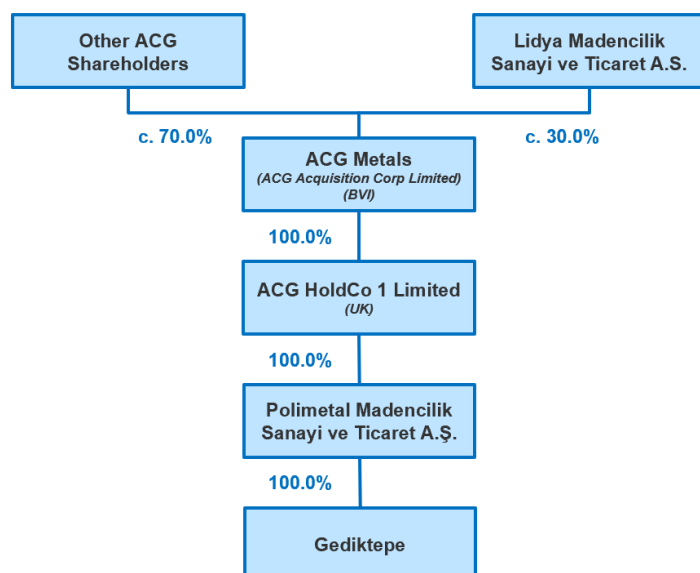 Other ACG
Shareholders
Lidya Madencilik
Sanayi ve Ticaret A.S.
c. 70.0%
c. 30.0%
ACG Metals
(ACG Acquisition Corp Limited)
(BVI)
100.0%
ACG HoldCo 1 Limited
(UK)
100.0%
Polimetal Madencilik
Sanayi ve Ticaret A.Ş.
100.0%
Gediktepe